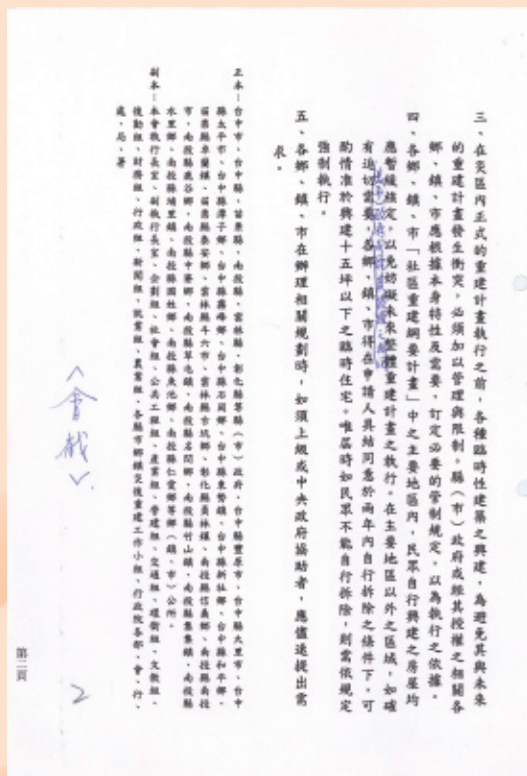 三、在災區內正式的重建計畫執行之前，各種臨時性建築之興建，為避免其與未來
的重建計畫發生衝突，必須加以管理與限制。縣（市）政府或經其授權之相關各
鄉、鎮、市應根據本身特性及需要，訂定必要的管制規定，以為執行之依據。
四、各鄉、鎮、市「社區重建綱要計畫」中之主要地區內，民眾自行興建之房屋均
應暫緩核定，以免妨礙未來整體重建計畫之執行。在主要地區以外之區域，如確
有迫切需要，各鄉、鎮、市得在申請人具結同意於兩年內自行拆除之條件下，可
酌情准於興建十五坪以下之臨時住宅。唯屆時如民眾不能自行拆除，則當依規定
強制執行。
五、各鄉、鎮、市在辦理相關規劃時，如須上級或中央政府協助者，應儘速提出需
求。
正本：台中市、台中縣、苗栗縣、南投縣、雲林縣、彰化縣等縣（市）政府，台中縣豐原市、台中縣大里市、台中
縣太平市、台中縣潭子鄉、台中縣霧峰鄉、台中縣石岡鄉、台中縣東勢鎮、台中縣新社鄉、台中縣和平鄉、
苗栗縣卓蘭鎮、苗栗縣泰安鄉、雲林縣斗六市、雲林縣古坑鄉、彰化縣員林鎮、南投縣信義鄉、南投縣南投
市、南投縣鹿谷鄉、南投縣中寮鄉、南投縣草屯鎮、南投縣名間鄉、南投縣竹山鎮、南投縣集集鎮、南投縣
水里鄉、南投縣埔里鎮、南投縣國姓鄉、南投縣魚池鄉、南投縣仁愛鄉等鄉（鎮、市）公所。
副本：本會執行長室、副執行長室、企劃組、社會組、公共工程組、產業組、營建組、交通組、環衛組、文教組、
後勤組、財務組、行政組、新聞組、就業組、農業組、各縣市鄉鎮災後重建工作小組、行政院各部、會、行、
處、局、署
第二頁
2